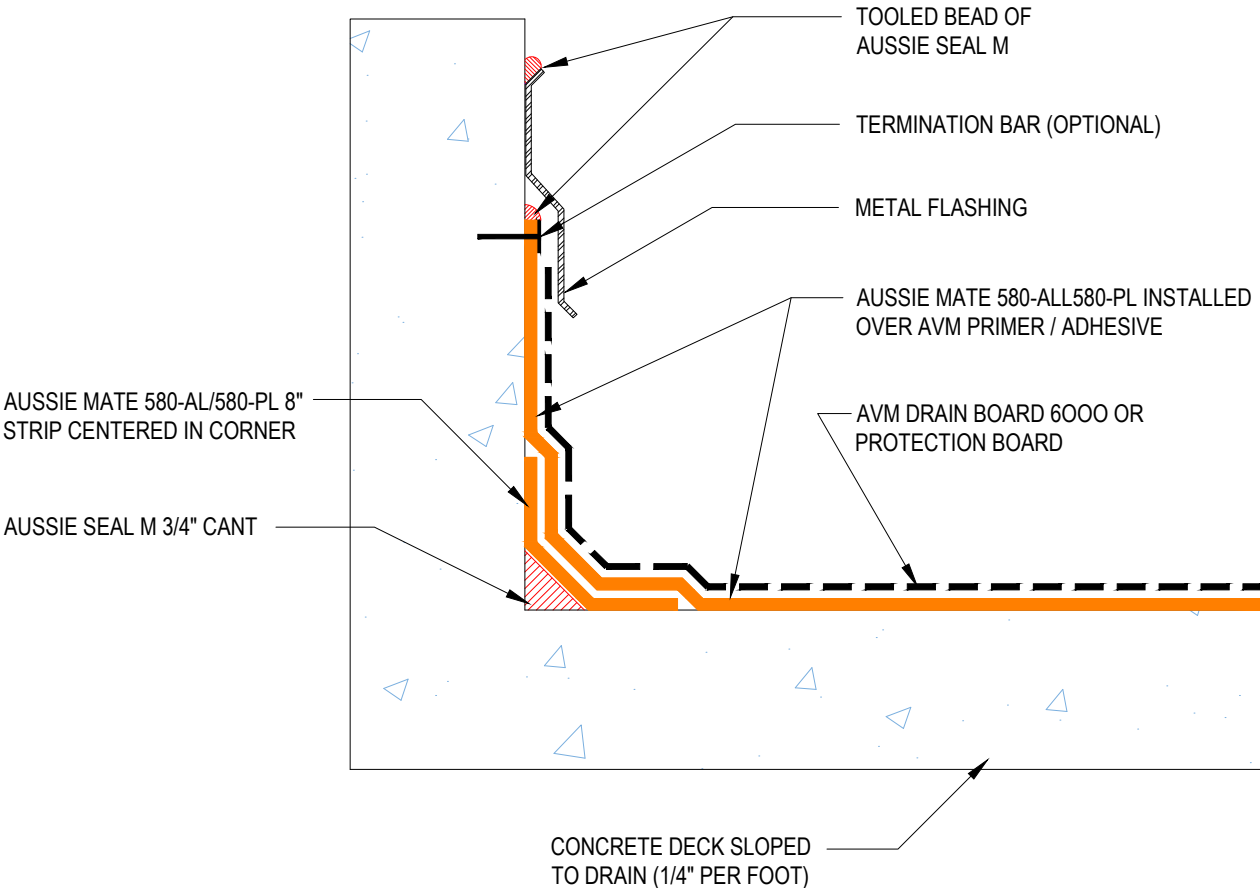 TOOLED BEAD OF
AUSSIE SEAL M
TERMINATION BAR (OPTIONAL)
METAL FLASHING
AUSSIE MATE 580-ALL580-PL INSTALLED
OVER AVM PRIMER / ADHESIVE
AUSSIE MATE 580-AL/580-PL 8"
STRIP CENTERED IN CORNER
AVM DRAIN BOARD 6OOO OR
PROTECTION BOARD
AUSSIE SEAL M 3/4" CANT
CONCRETE DECK SLOPED
TO DRAIN (1/4" PER FOOT)